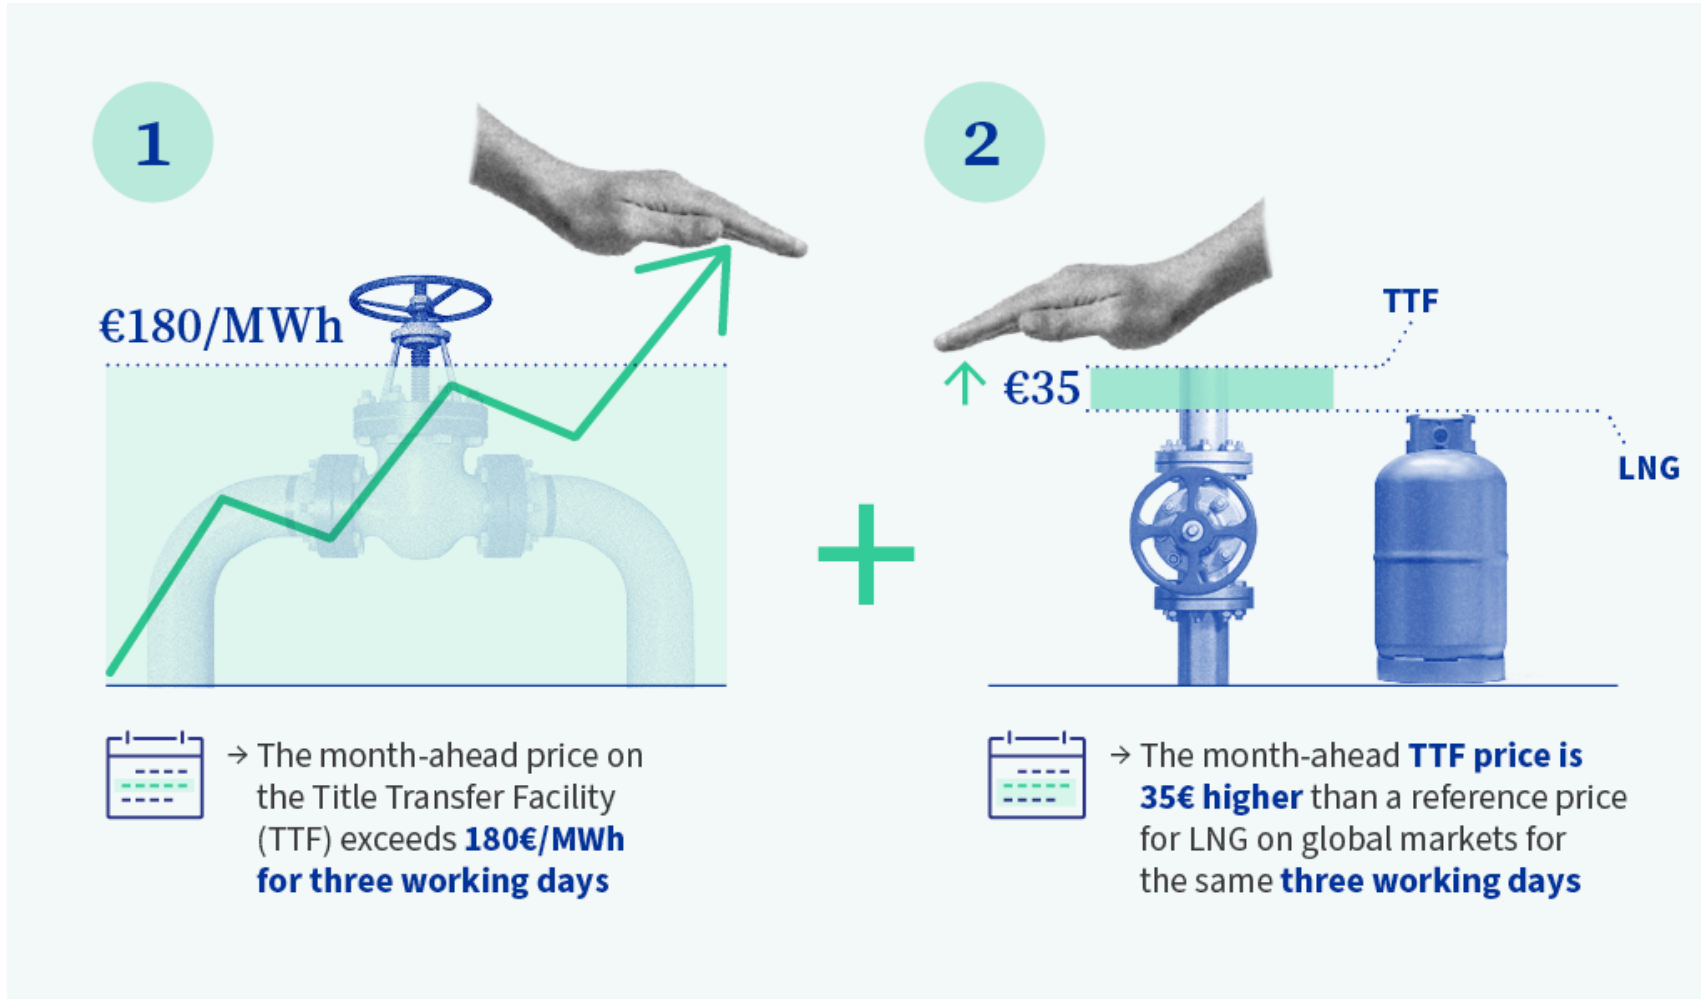 1
€180/MWh
→ The month-ahead price on
the Title Transfer Facility
(TTF) exceeds 180€/MWh
for three working days
+
2
TTF
€35
LNG
→ The month-ahead TTF price is
35€ higher than a reference price
for LNG on global markets for
the same three working days